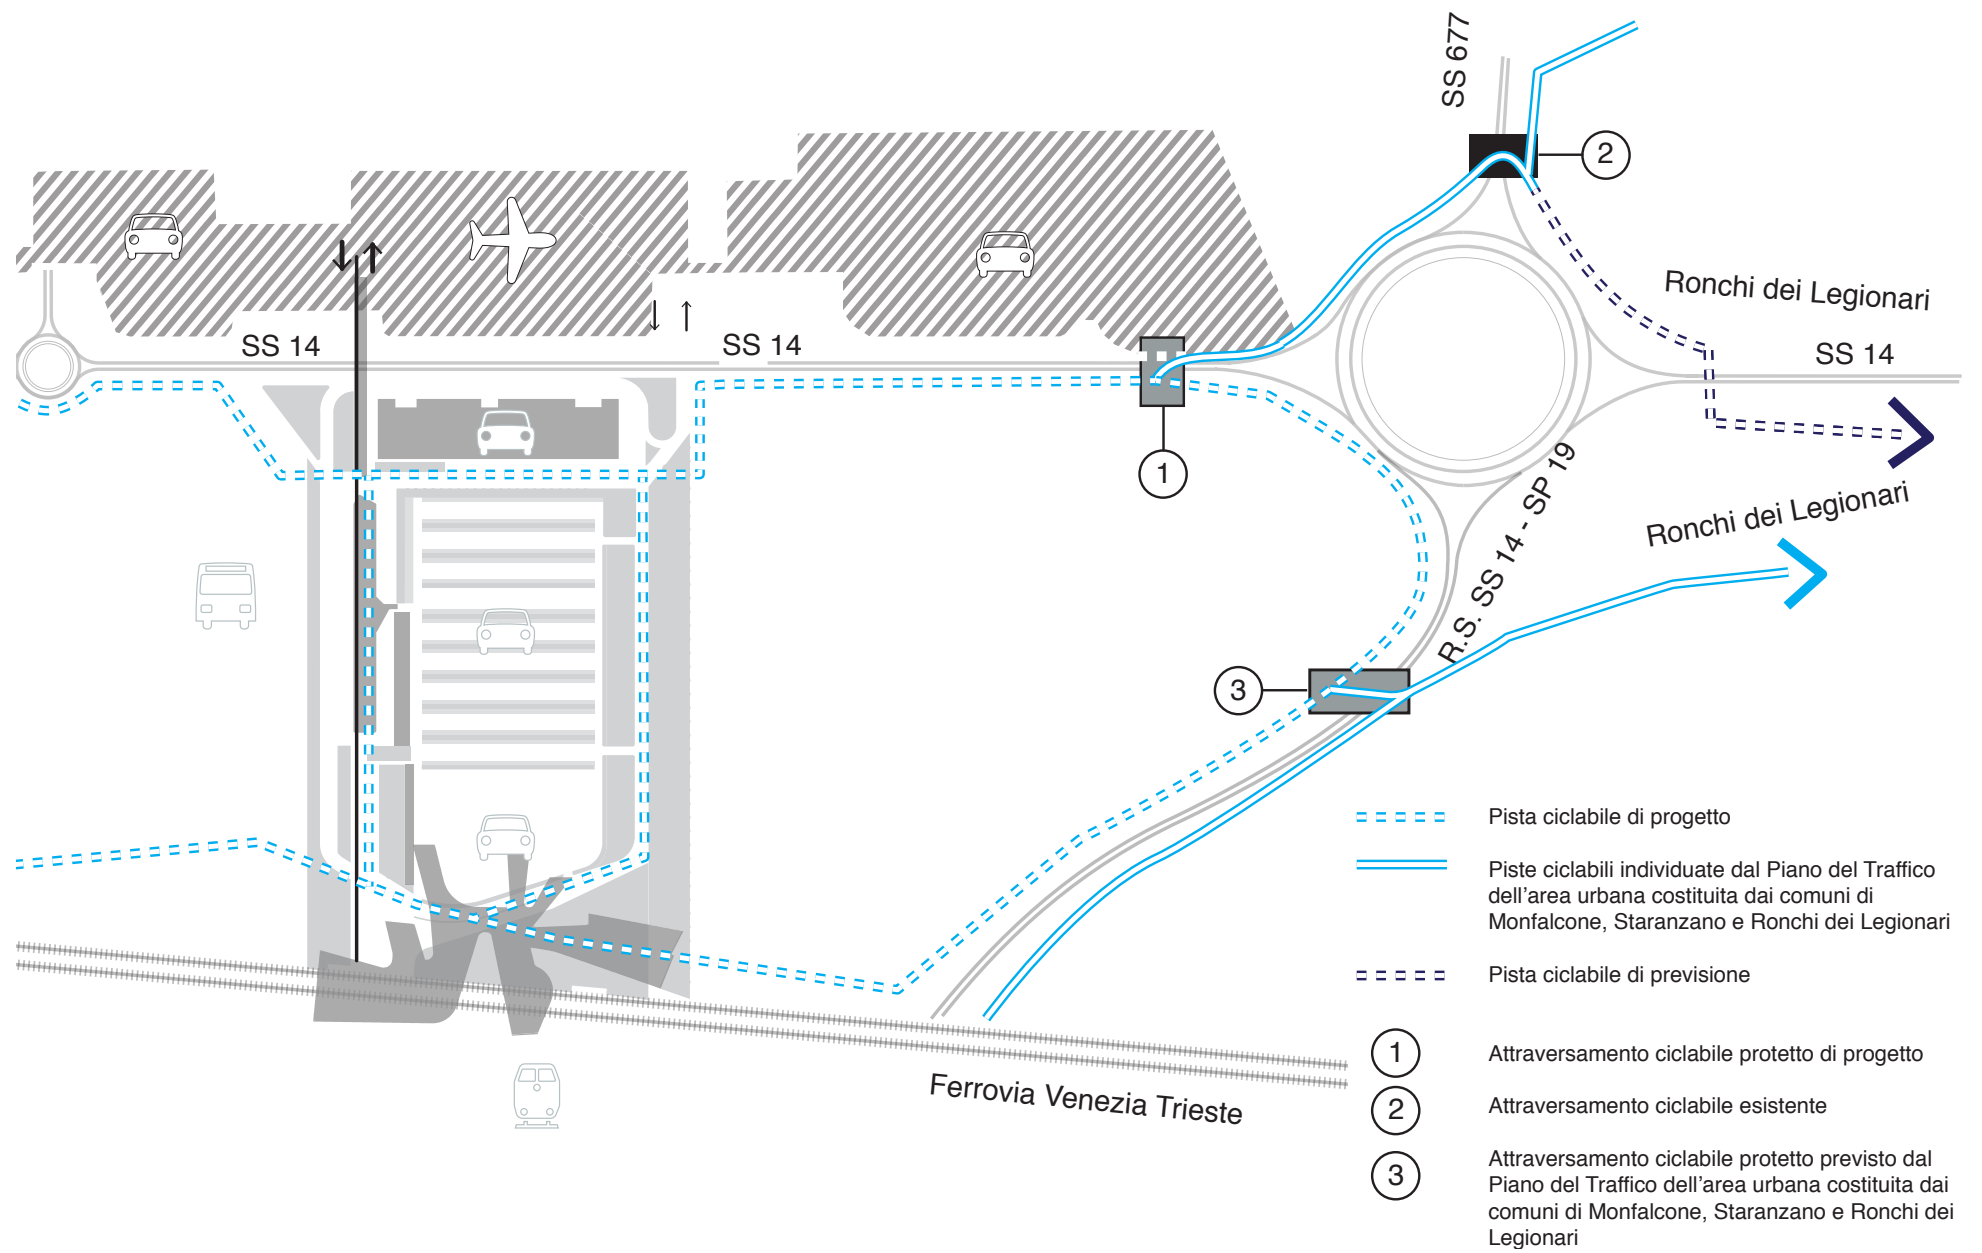 SS 677
2
Ronchi dei Legionari
SS 14
SS 14
SS 14
1
R.S. SS 14 - SP 19
Ronchi dei Legionari
3
Pista ciclabile di progetto
Piste ciclabili individuate dal Piano del Traffico
dell'area urbana costituita dai comuni di
Monfalcone, Staranzano e Ronchi dei Legionari
Pista ciclabile di previsione
1
Attraversamento ciclabile protetto di progetto
2
Attraversamento ciclabile esistente
3
Attraversamento ciclabile protetto previsto dal
Piano del Traffico dell'area urbana costituita dai
comuni di Monfalcone, Staranzano e Ronchi dei
Legionari
Ferrovia Venezia Trieste